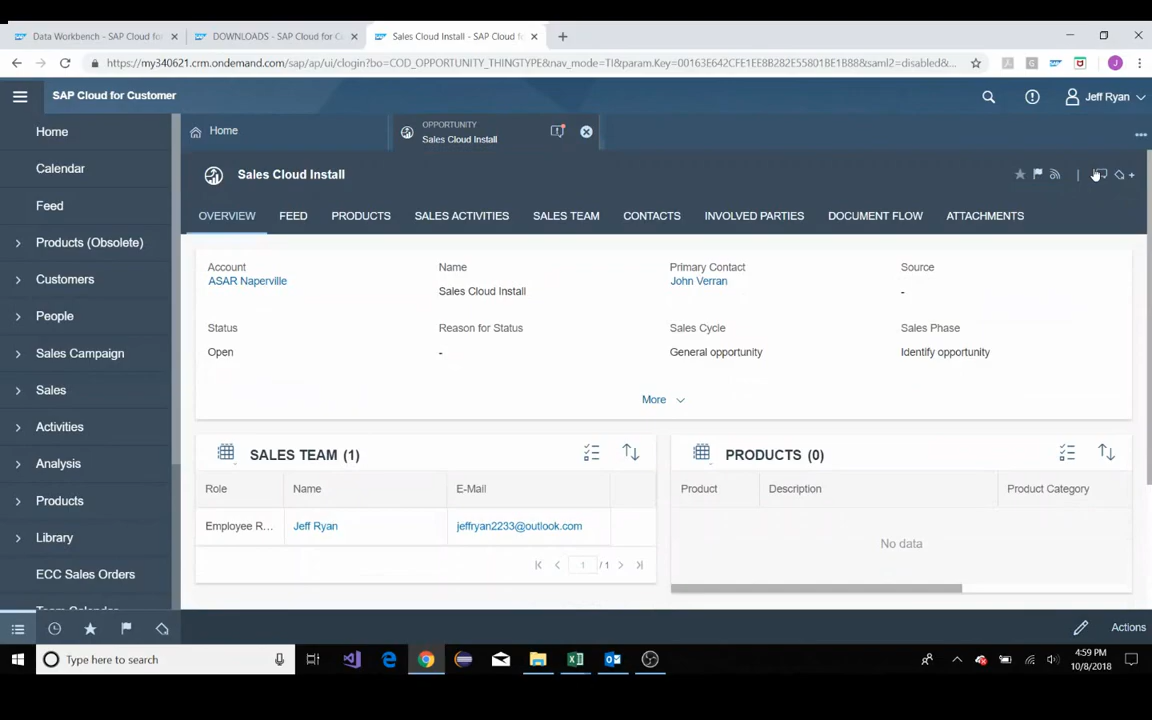 Data Workbench - SAP Cloud for
DOWNLOADS - SAP Cloud for C
Sales Cloud Install - SAP Cloud f
https://my340621.crm.ondemand.com/sap/ap/ui/clogin?bo=COD_OPPORTUNITY_THINGTYPE&nav_mode=TI&param.Key=00163E642CFE1EE8B282E55801BE1B88&saml2=disabled&...
J
SAP Cloud for Customer
Jeff Ryan
Home
Calendar
Feed
Products (Obsolete)
Customers
People
Sales Campaign
Sales
Activities
Analysis
Products
Library
ECC Sales Orders
Team Calendar
Home
OPPORTUNITY
Sales Cloud Install
Sales Cloud Install
OVERVIEW
FEED
PRODUCTS
SALES ACTIVITIES
SALES TEAM
CONTACTS
INVOLVED PARTIES
DOCUMENT FLOW
ATTACHMENTS
Account
ASAR Naperville
Name
Sales Cloud Install
Primary Contact
John Verran
Source
-
Status
Open
Reason for Status
-
Sales Cycle
General opportunity
Sales Phase
Identify opportunity
More
SALES TEAM (1)
Role Name E-Mail
Employee R... Jeff Ryan jeffryan2233@outlook.com
1 / 1
PRODUCTS (0)
Product Description Product Category
No data
Actions
Type here to search
4:59 PM
10/8/2018